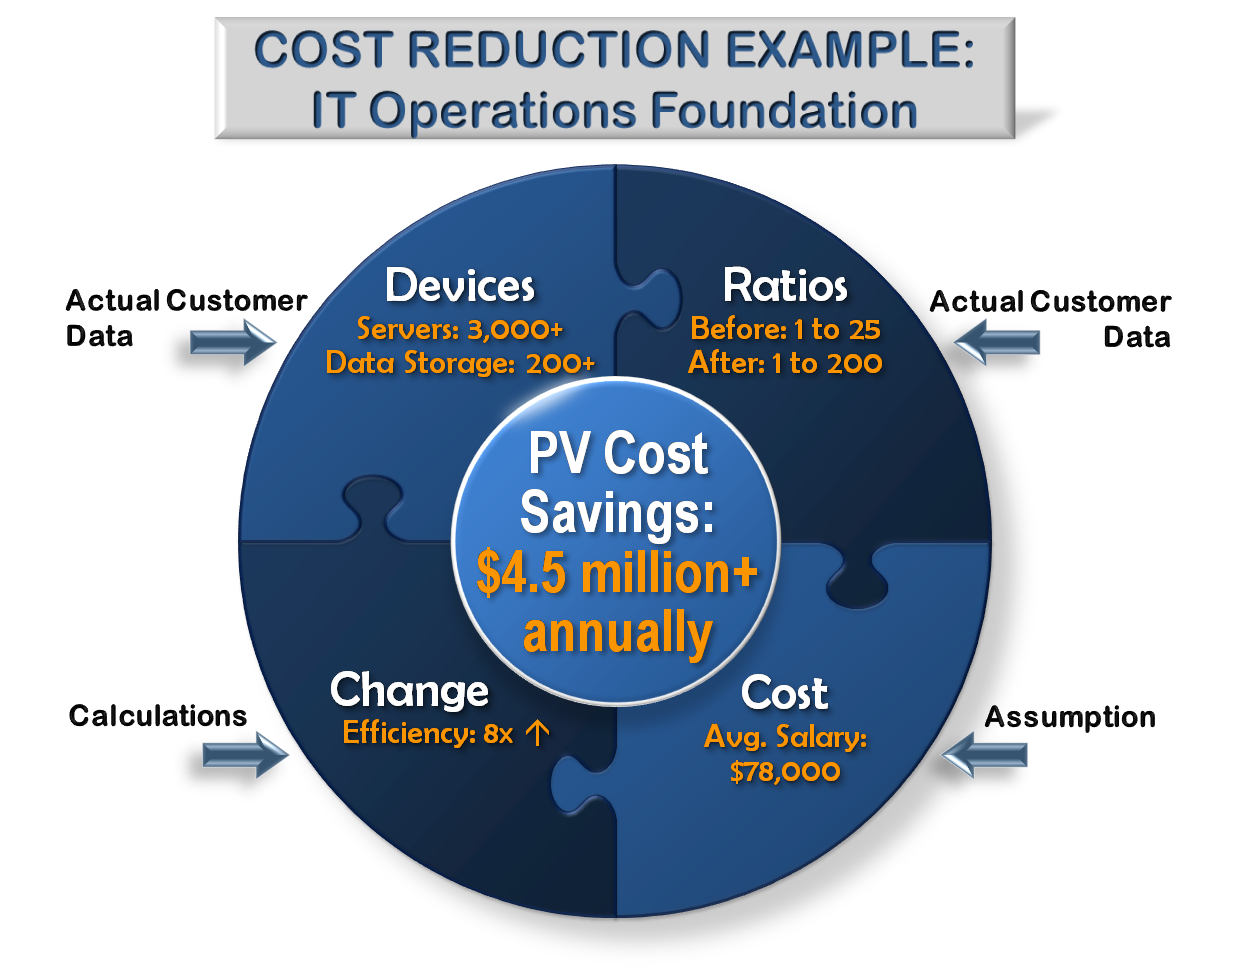 COST REDUCTION EXAMPLE:
IT Operations Foundation
Actual Customer
Data
Devices
Servers: 3,000+
Data Storage: 200+
Ratios
Before: 1 to 25
After: 1 to 200
Actual Customer
Data
PV Cost
Savings:
$4.5 million+
annually
Calculations
Change
Efficiency: 8x ↑
Cost
Avg. Salary:
$78,000
Assumption